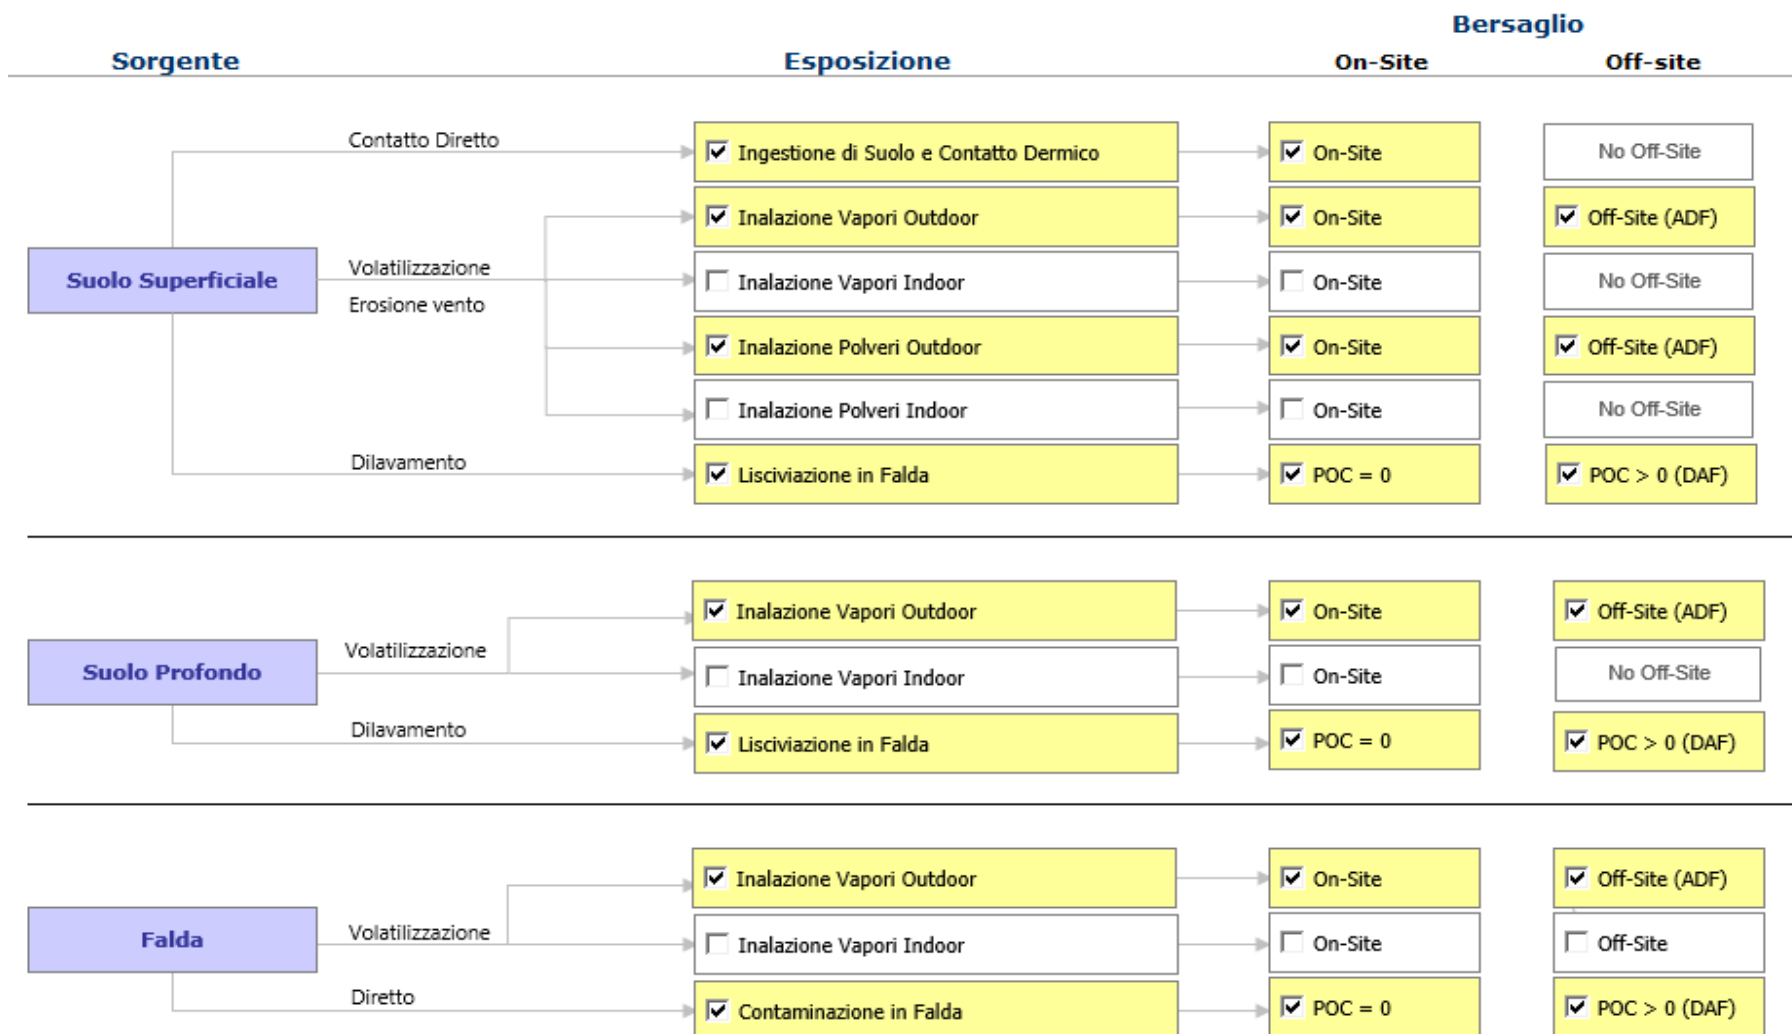 Bersaglio
Sorgente Esposizione On-Site Off-site
Contatto Diretto
Ingestione di Suolo e Contatto Dermico On-Site No Off-Site
Inalazione Vapori Outdoor On-Site Off-Site (ADF)
Suolo Superficiale
Volatilizzazione
Erosione vento
Inalazione Vapori Indoor On-Site No Off-Site
Inalazione Polveri Outdoor On-Site Off-Site (ADF)
Inalazione Polveri Indoor On-Site No Off-Site
Dilavamento
Lisciviazione in Falda POC = 0 POC > 0 (DAF)
Inalazione Vapori Outdoor On-Site Off-Site (ADF)
Suolo Profondo
Volatilizzazione
Inalazione Vapori Indoor On-Site No Off-Site
Dilavamento
Lisciviazione in Falda POC = 0 POC > 0 (DAF)
Inalazione Vapori Outdoor On-Site Off-Site (ADF)
Falda
Volatilizzazione
Inalazione Vapori Indoor On-Site Off-Site
Diretto
Contaminazione in Falda POC = 0 POC > 0 (DAF)